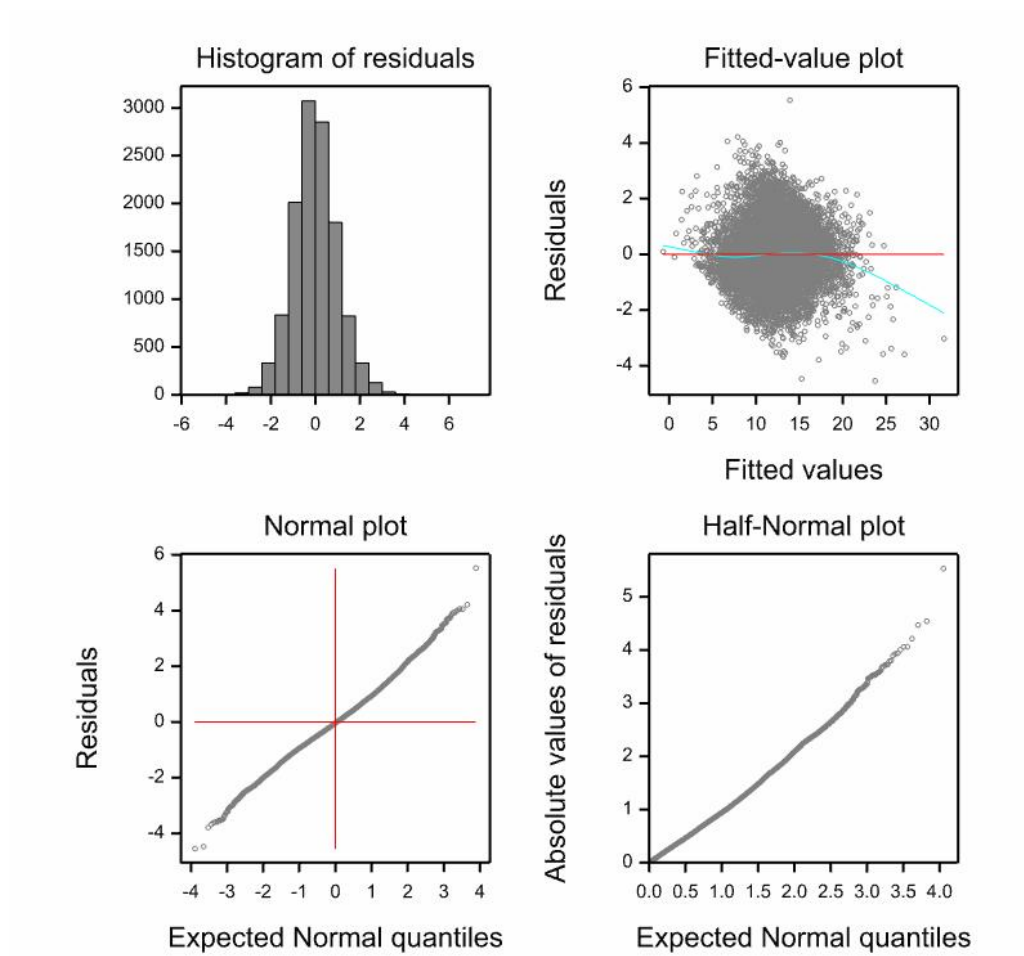 Histogram of residuals
3000
2500
2000
1500
1000
500
0
-6 -4 -2 0 2 4 6
Fitted-value plot
Residuals
6
4
2
0
-2
-4
0 5 10 15 20 25 30
Fitted values
Normal plot
Residuals
6
4
2
0
-2
-4
-4 -3 -2 -1 0 1 2 3 4
Expected Normal quantiles
Half-Normal plot
Absolute values of residuals
5
4
3
2
1
0
0.0 0.5 1.0 1.5 2.0 2.5 3.0 3.5 4.0
Expected Normal quantiles